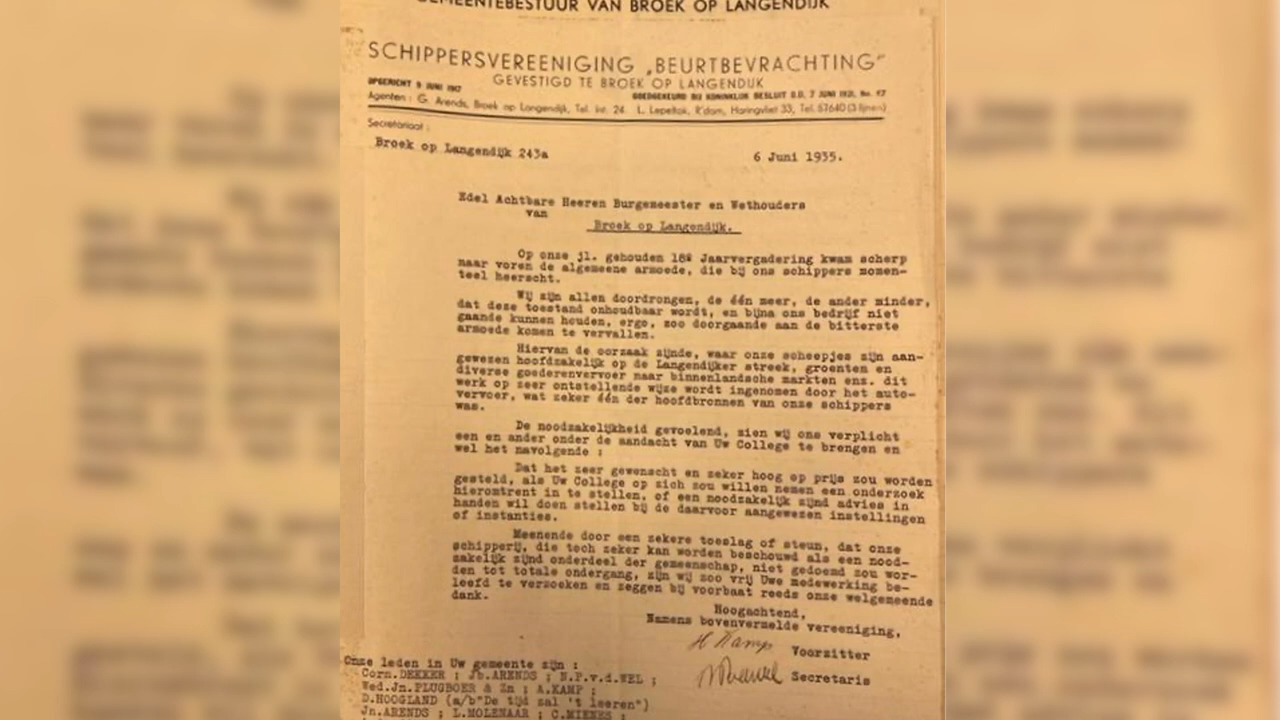 GEMEENTEBESTUUR VAN BROEK OP LANGENDIJK
SCHIPPERSVEREENIGING „BEURTBEVRACHTING"
GEVESTIGD TE BROEK OP LANGENDIJK
OPGERICHT 9 JUNI 1917 GOEDGEKEURD BIJ KONINKLIJK BESLUIT D.D. 7 JUNI 1921, No. 47
Agenten: G. Arends, Broek op Langendijk, Tel. Int. 24. L. Lepeltak, R'dam, Haringvliet 33, Tel. 57640 (3 lijnen)
Secretariaat:
Broek op Langendijk 243a 6 Juni 1935.
Edel Achtbare Heeren Burgemeester en Wethouders
van
Broek op Langendijk.
Op onze jl. gehouden 18e Jaarvergadering kwam scherp
naar voren de algemeene armoede, die bij ons schippers momen-
teel heerscht.
Wij zijn allen doordrongen, de één meer, de ander minder,
dat deze toestand onhoudbaar wordt, en bijna ons bedrijf niet
gaande kunnen houden, ergo, zoo doorgaande aan de bitterste
armoede komen te vervallen.
Hiervan de oorzaak zijnde, waar onze scheepjes zijn aan-
gewezen hoofdzakelijk op de Langendijker streek, groenten en
diverse goederenvervoer naar binnenlandsche markten enz. dit
werk op zeer ontstellende wijze wordt ingenomen door het auto-
vervoer, wat zeker één der hoofdbronnen van onze schippers
was.
De noodzakelijkheid gevoelend, zien wij ons verplicht
een en ander onder de aandacht van Uw College te brengen en
wel het navolgende :
Dat het zeer gewenscht en zeker hoog op prijs zou worden
gesteld, als Uw College op zich zou willen nemen een onderzoek
hieromtrent in te stellen, of een noodzakelijk zijnd advies in
handen wil doen stellen bij de daarvoor aangewezen instellingen
of instanties.
Meenende door een zekere toeslag of steun, dat onze
schipperij, die toch zeker kan worden beschouwd als een nood-
zakelijk zijnd onderdeel der gemeenschap, niet gedoemd zou wor-
den tot totale ondergang, zijn wij zoo vrij Uwe medewerking be-
leefd te verzoeken en zeggen bij voorbaat reeds onze welgemeende
dank.
Hoogachtend,
Namens bovenvermelde vereeniging,
H Kamp Voorzitter
Secretaris
Onze leden in Uw gemeente zijn :
Corn.DEKKER ; Jb.ARENDS ; N.P.v.d.WEL ;
Wed.Jn.PLUGBOER & Zn ; A.KAMP ;
D.HOOGLAND (a/b"De tijd zal 't leeren")
Jn.ARENDS ; L.MOLENAAR ; C.MIENES ;